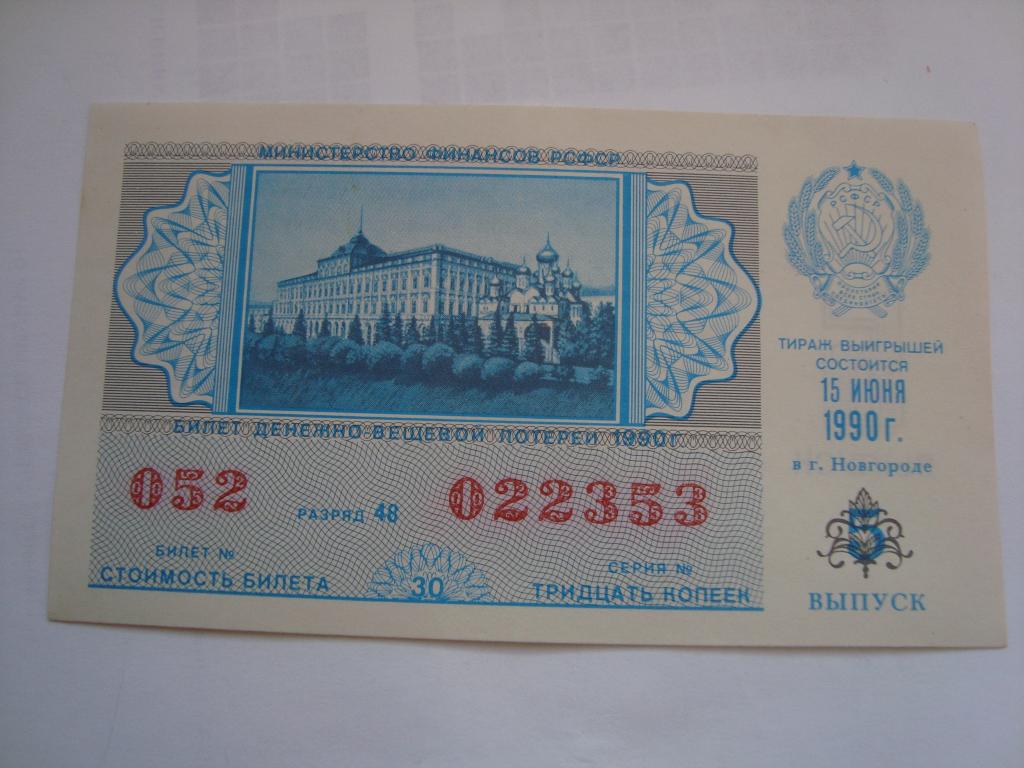 МИНИСТЕРСТВО ФИНАНСОВ РСФСР
БИЛЕТ ДЕНЕЖНО-ВЕЩЕВОЙ ЛОТЕРЕИ 1990 г.
052
РАЗРЯД 48
022353
БИЛЕТ №
СЕРИЯ №
СТОИМОСТЬ БИЛЕТА
30
ТРИДЦАТЬ КОПЕЕК
РСФСР
ТИРАЖ ВЫИГРЫШЕЙ
СОСТОИТСЯ
15 ИЮНЯ
1990 г.
в г. Новгороде
5
ВЫПУСК